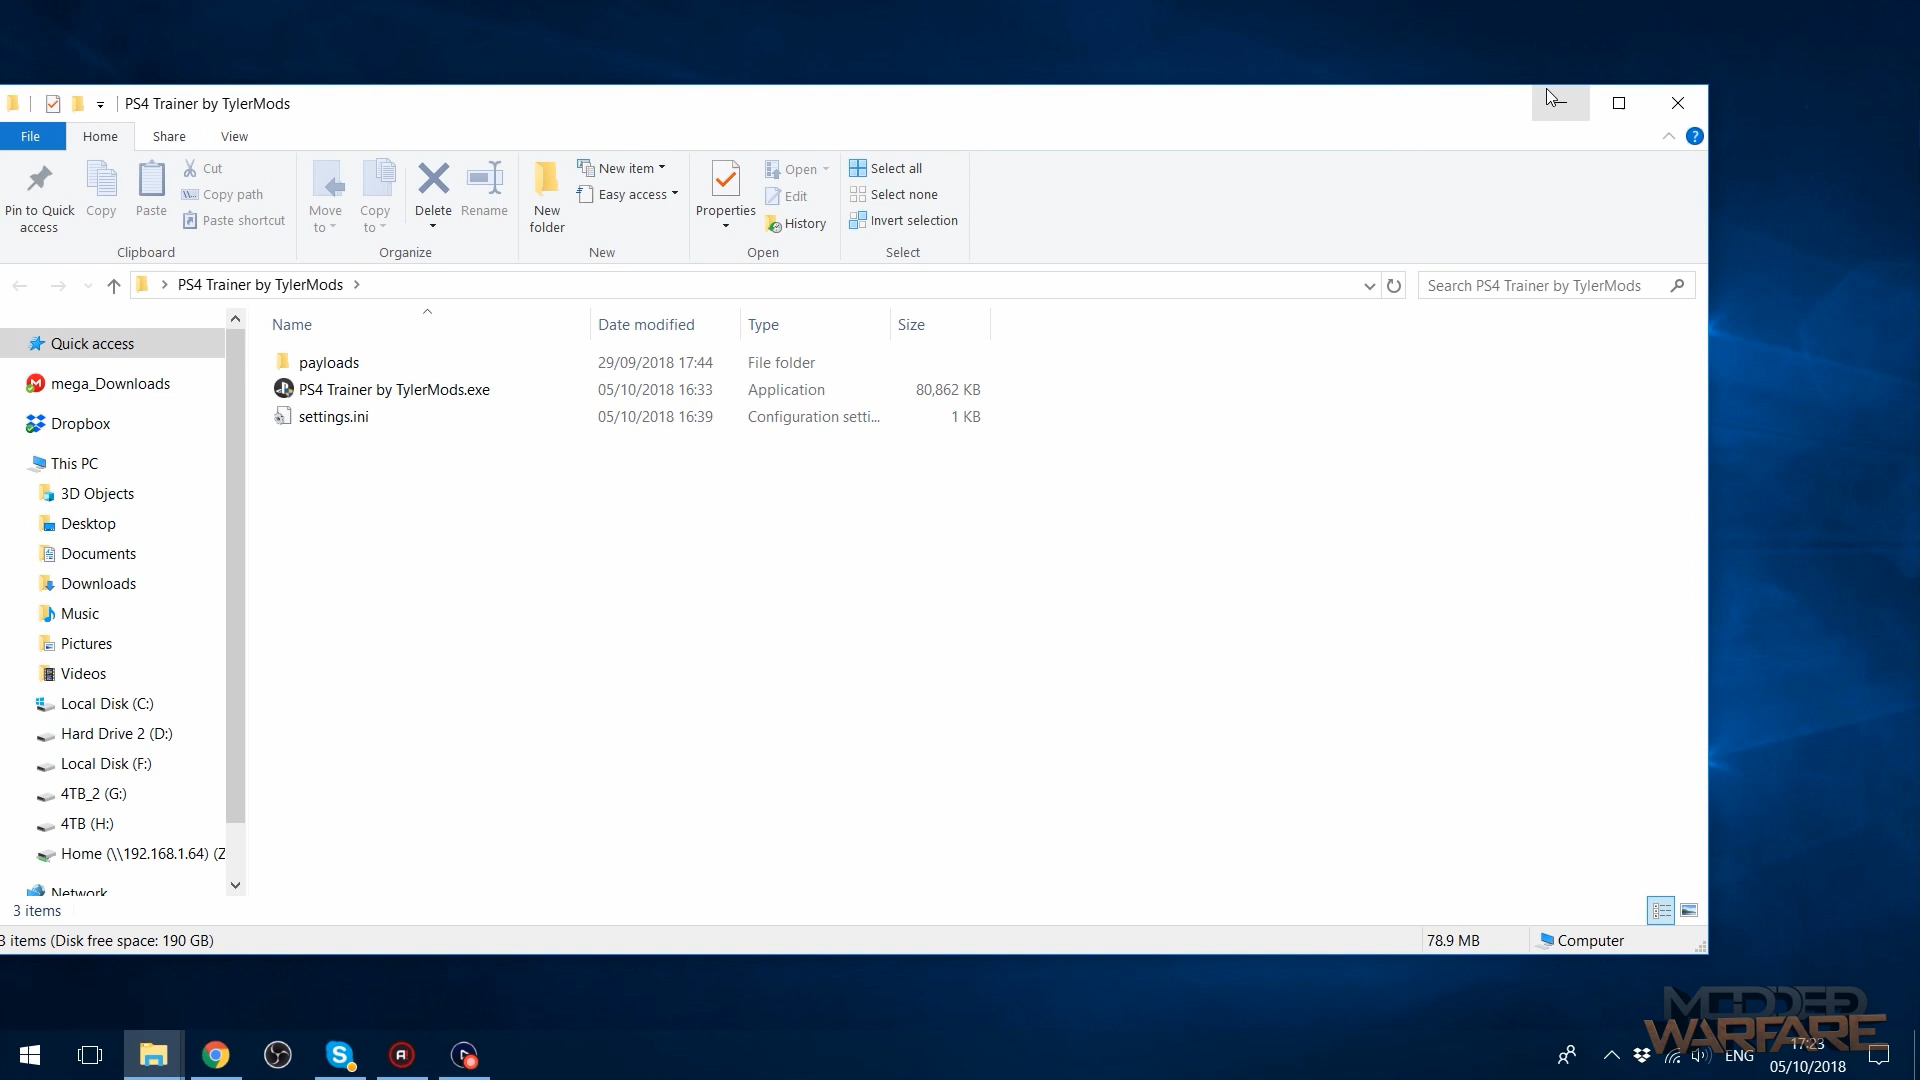 PS4 Trainer by TylerMods
File Home Share View
Pin to Quick access
Copy
Paste
Cut
Copy path
Paste shortcut
Clipboard
Move to
Copy to
Delete
Rename
Organize
New folder
New item
Easy access
New
Properties
Open
Edit
History
Open
Select all
Select none
Invert selection
Select
PS4 Trainer by TylerMods
Search PS4 Trainer by TylerMods
Name Date modified Type Size
payloads 29/09/2018 17:44 File folder
PS4 Trainer by TylerMods.exe 05/10/2018 16:33 Application 80,862 KB
settings.ini 05/10/2018 16:39 Configuration setti... 1 KB
Quick access
mega_Downloads
Dropbox
This PC
3D Objects
Desktop
Documents
Downloads
Music
Pictures
Videos
Local Disk (C:)
Hard Drive 2 (D:)
Local Disk (F:)
4TB_2 (G:)
4TB (H:)
Home (\\192.168.1.64) (Z
Network
3 items
3 items (Disk free space: 190 GB) 78.9 MB Computer
MODDED
WARFARE
ENG
17:23
05/10/2018